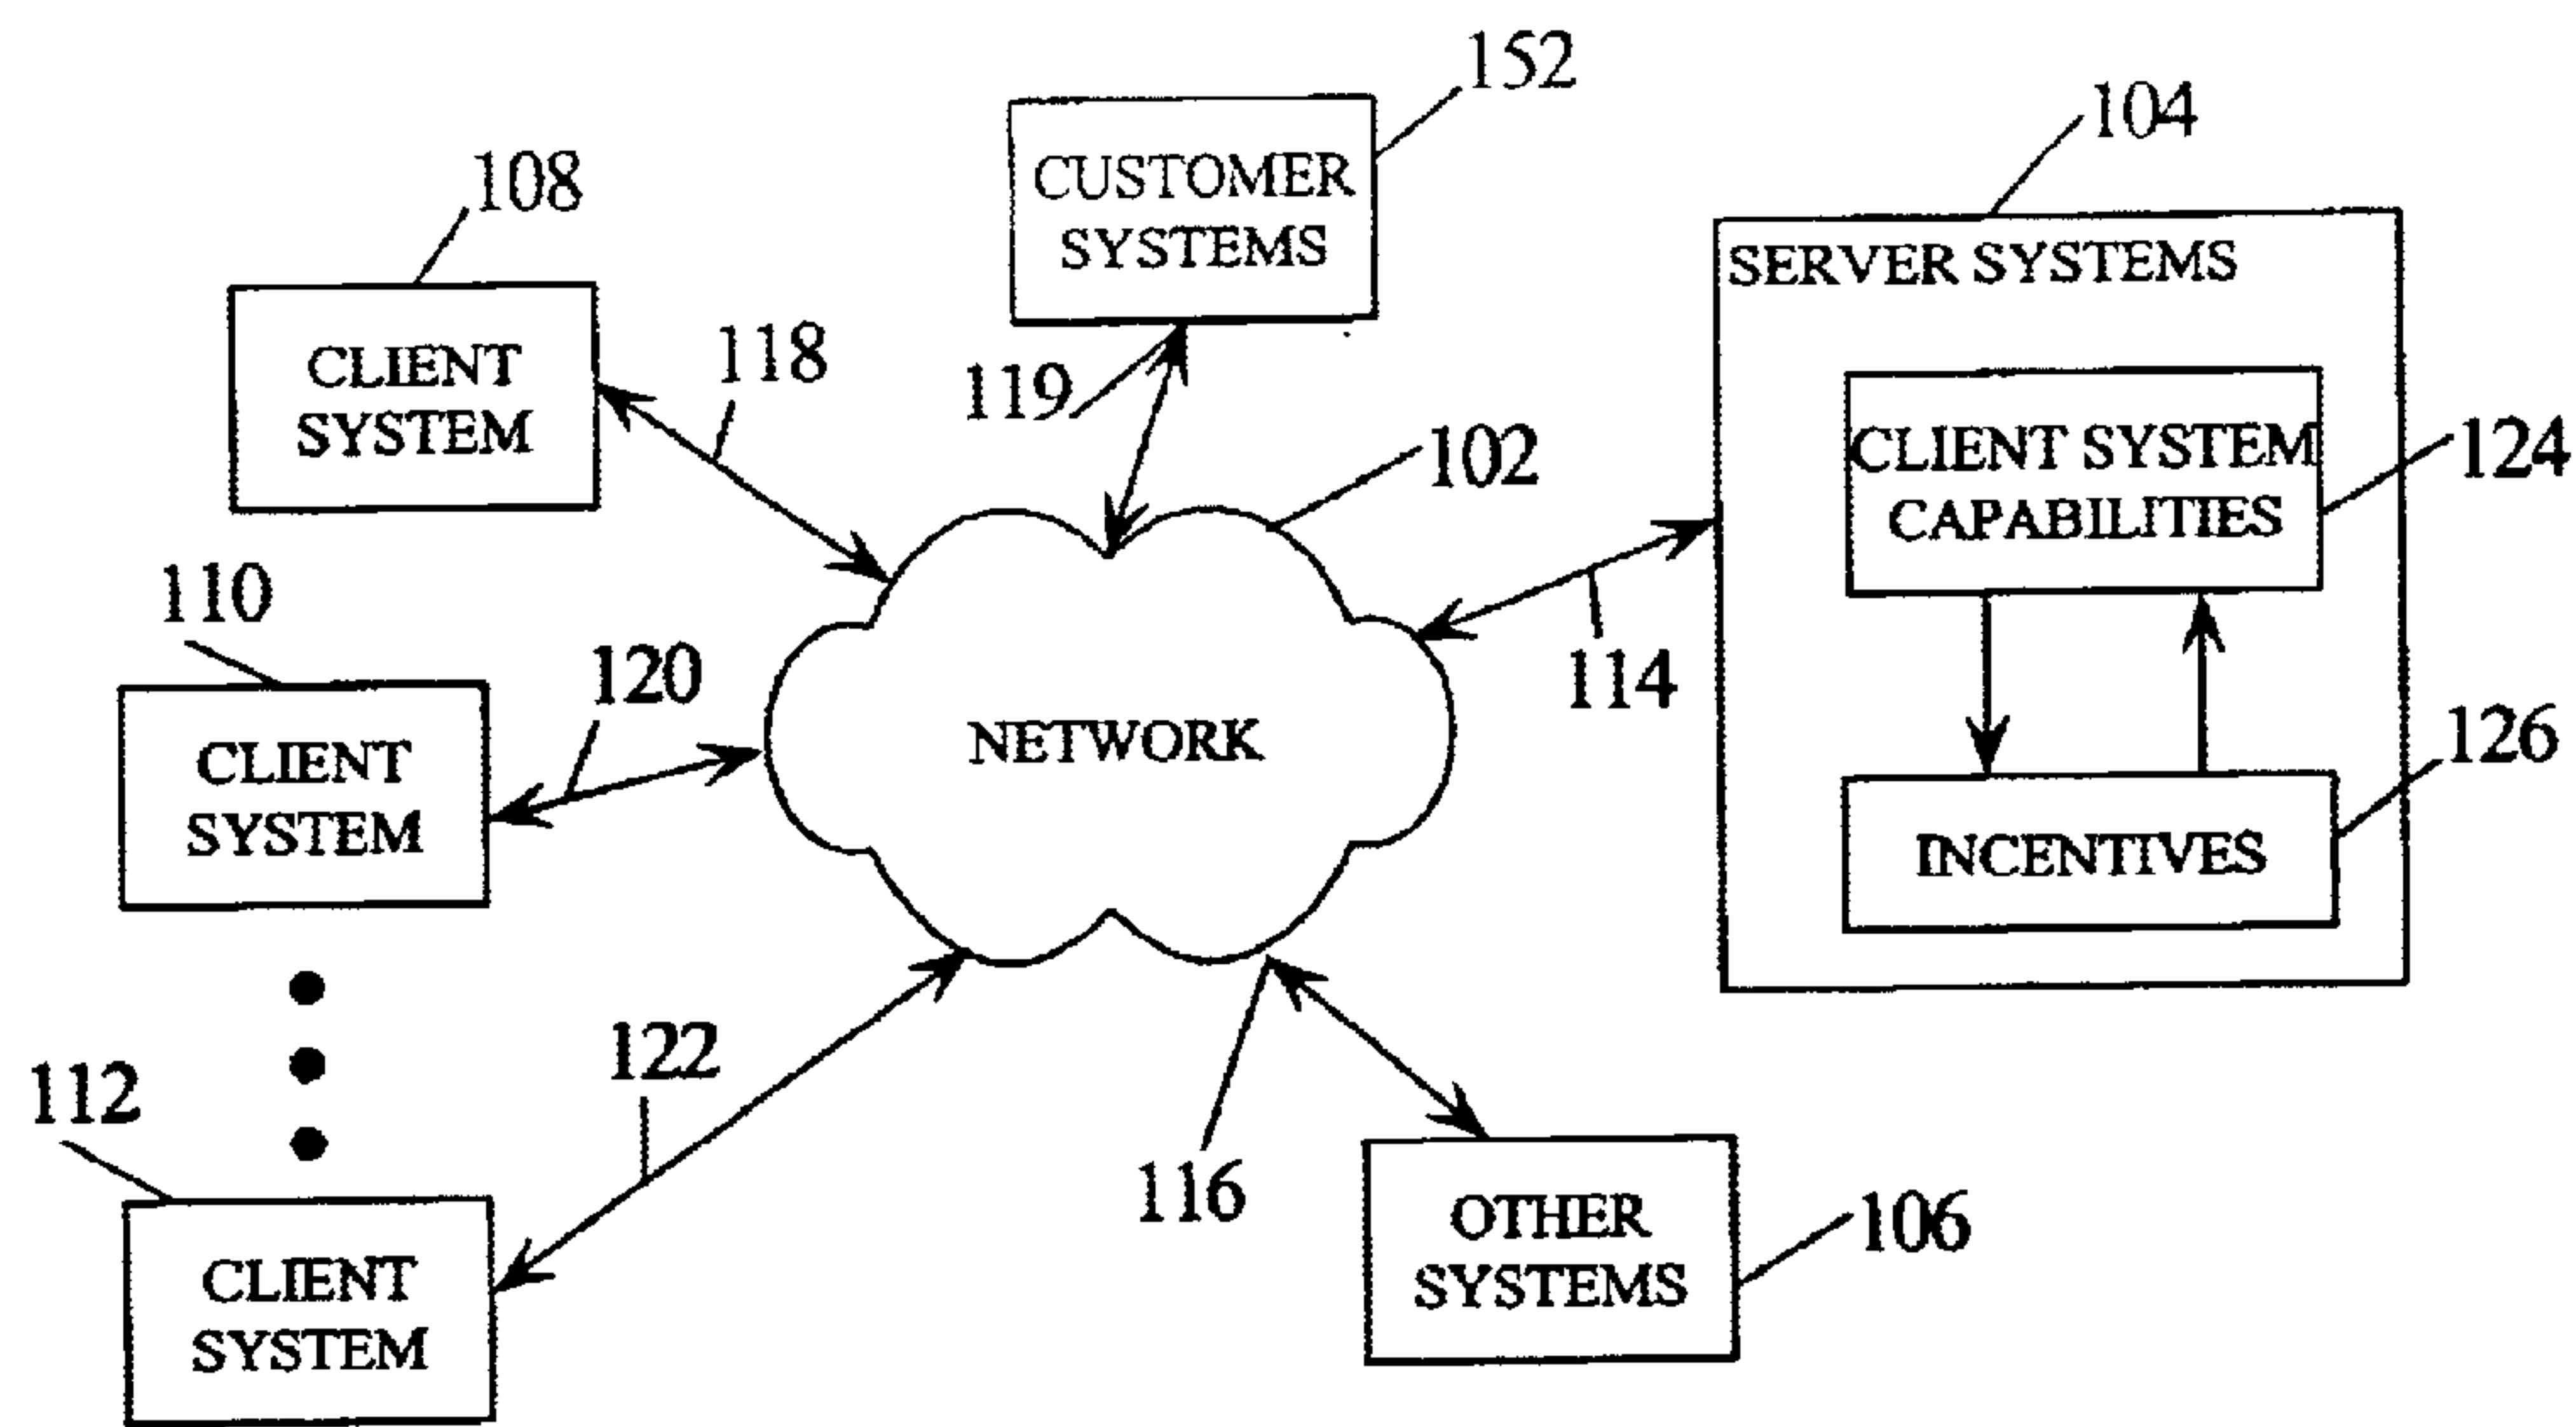 152
CUSTOMER
SYSTEMS
104
SERVER SYSTEMS
108
CLIENT
SYSTEM
118
119
102
CLIENT SYSTEM
CAPABILITIES
124
110
CLIENT
SYSTEM
120
NETWORK
114
INCENTIVES
126
112
CLIENT
SYSTEM
122
116
OTHER
SYSTEMS
106